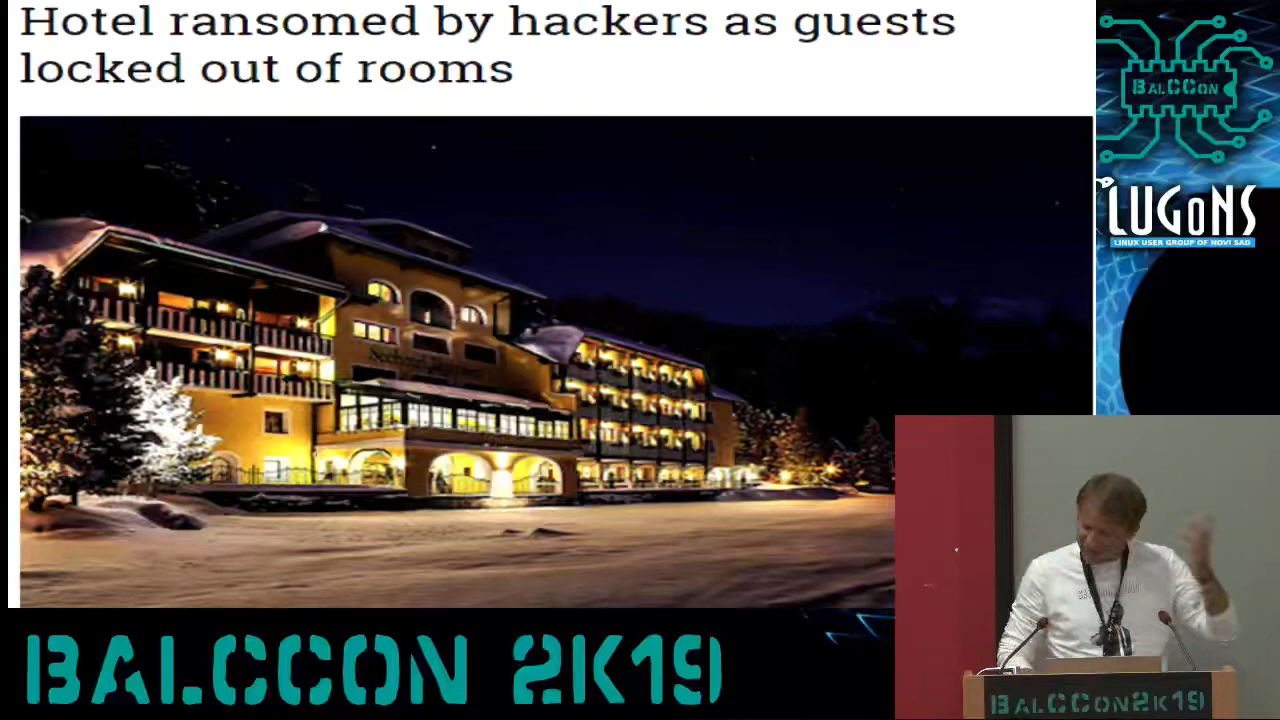 Hotel ransomed by hackers as guests
locked out of rooms
BALCCON
LUGoNS
LINUX USER GROUP OF NOVI SAD
BALCCON 2K19
BALCCON2K19